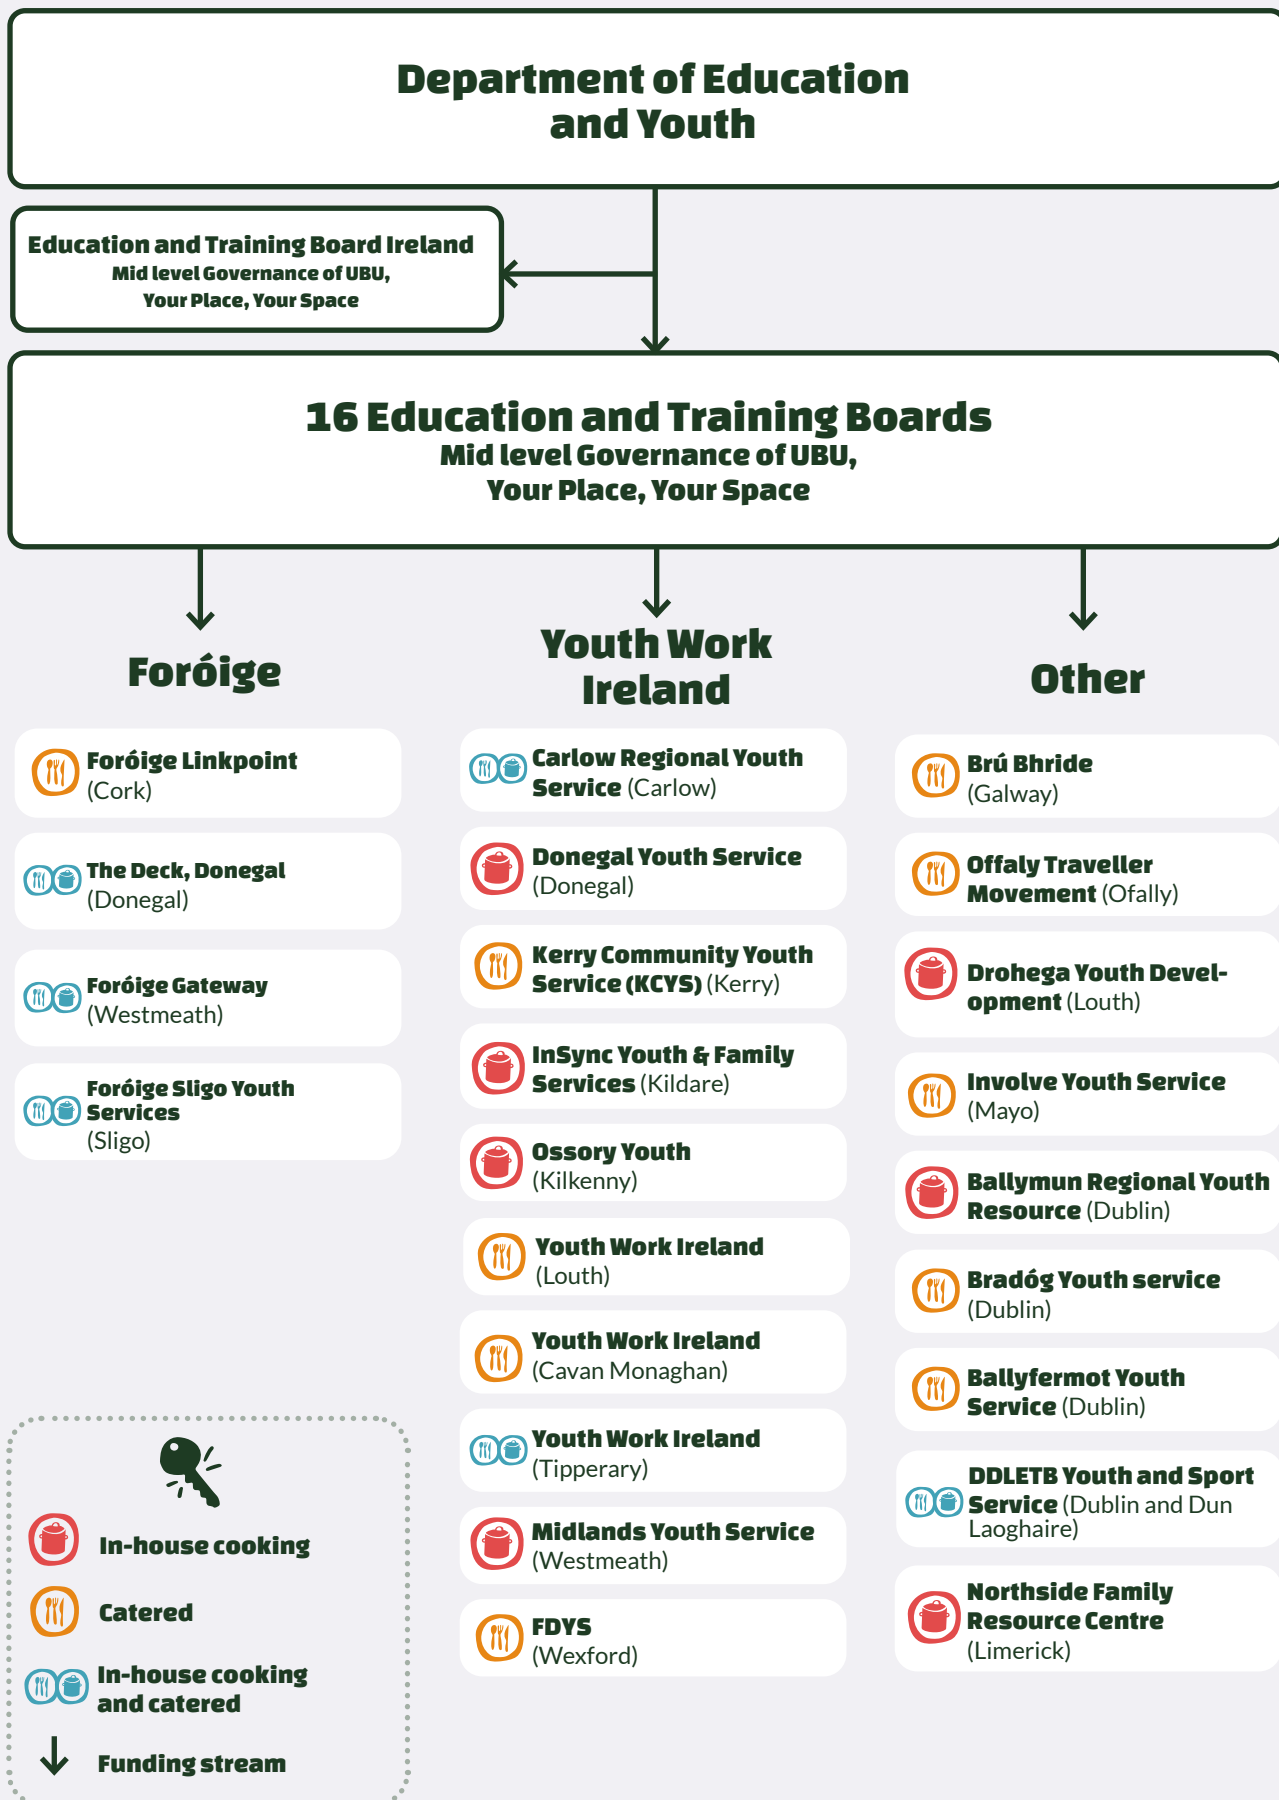 Department of Education
and Youth
Education and Training Board Ireland
Mid level Governance of UBU,
Your Place, Your Space
16 Education and Training Boards
Mid level Governance of UBU,
Your Place, Your Space
Foróige
Foróige Linkpoint
(Cork)
The Deck, Donegal
(Donegal)
Foróige Gateway
(Westmeath)
Foróige Sligo Youth
Services
(Sligo)
Youth Work
Ireland
Carlow Regional Youth
Service (Carlow)
Donegal Youth Service
(Donegal)
Kerry Community Youth
Service (KCYS) (Kerry)
InSync Youth & Family
Services (Kildare)
Ossory Youth
(Kilkenny)
Youth Work Ireland
(Louth)
Youth Work Ireland
(Cavan Monaghan)
Youth Work Ireland
(Tipperary)
Midlands Youth Service
(Westmeath)
FDYS
(Wexford)
Other
Brú Bhride
(Galway)
Offaly Traveller
Movement (Ofally)
Drohega Youth Devel-
opment (Louth)
Involve Youth Service
(Mayo)
Ballymun Regional Youth
Resource (Dublin)
Bradóg Youth service
(Dublin)
Ballyfermot Youth
Service (Dublin)
DDLETB Youth and Sport
Service (Dublin and Dun
Laoghaire)
Northside Family
Resource Centre
(Limerick)
In-house cooking
Catered
In-house cooking
and catered
Funding stream